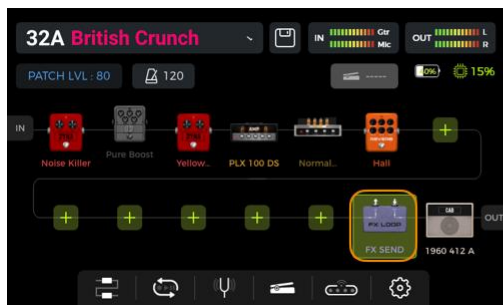 32A British Crunch
IN
Gtr
Mic
OUT
L
R
PATCH LVL : 80
120
-----
0%
15%
IN
Noise Killer
Pure Boost
Yellow..
PLX 100 DS
Normal..
Hall
+
+
+
+
+
+
FX LOOP
FX SEND
CAB
1960 412 A
OUT